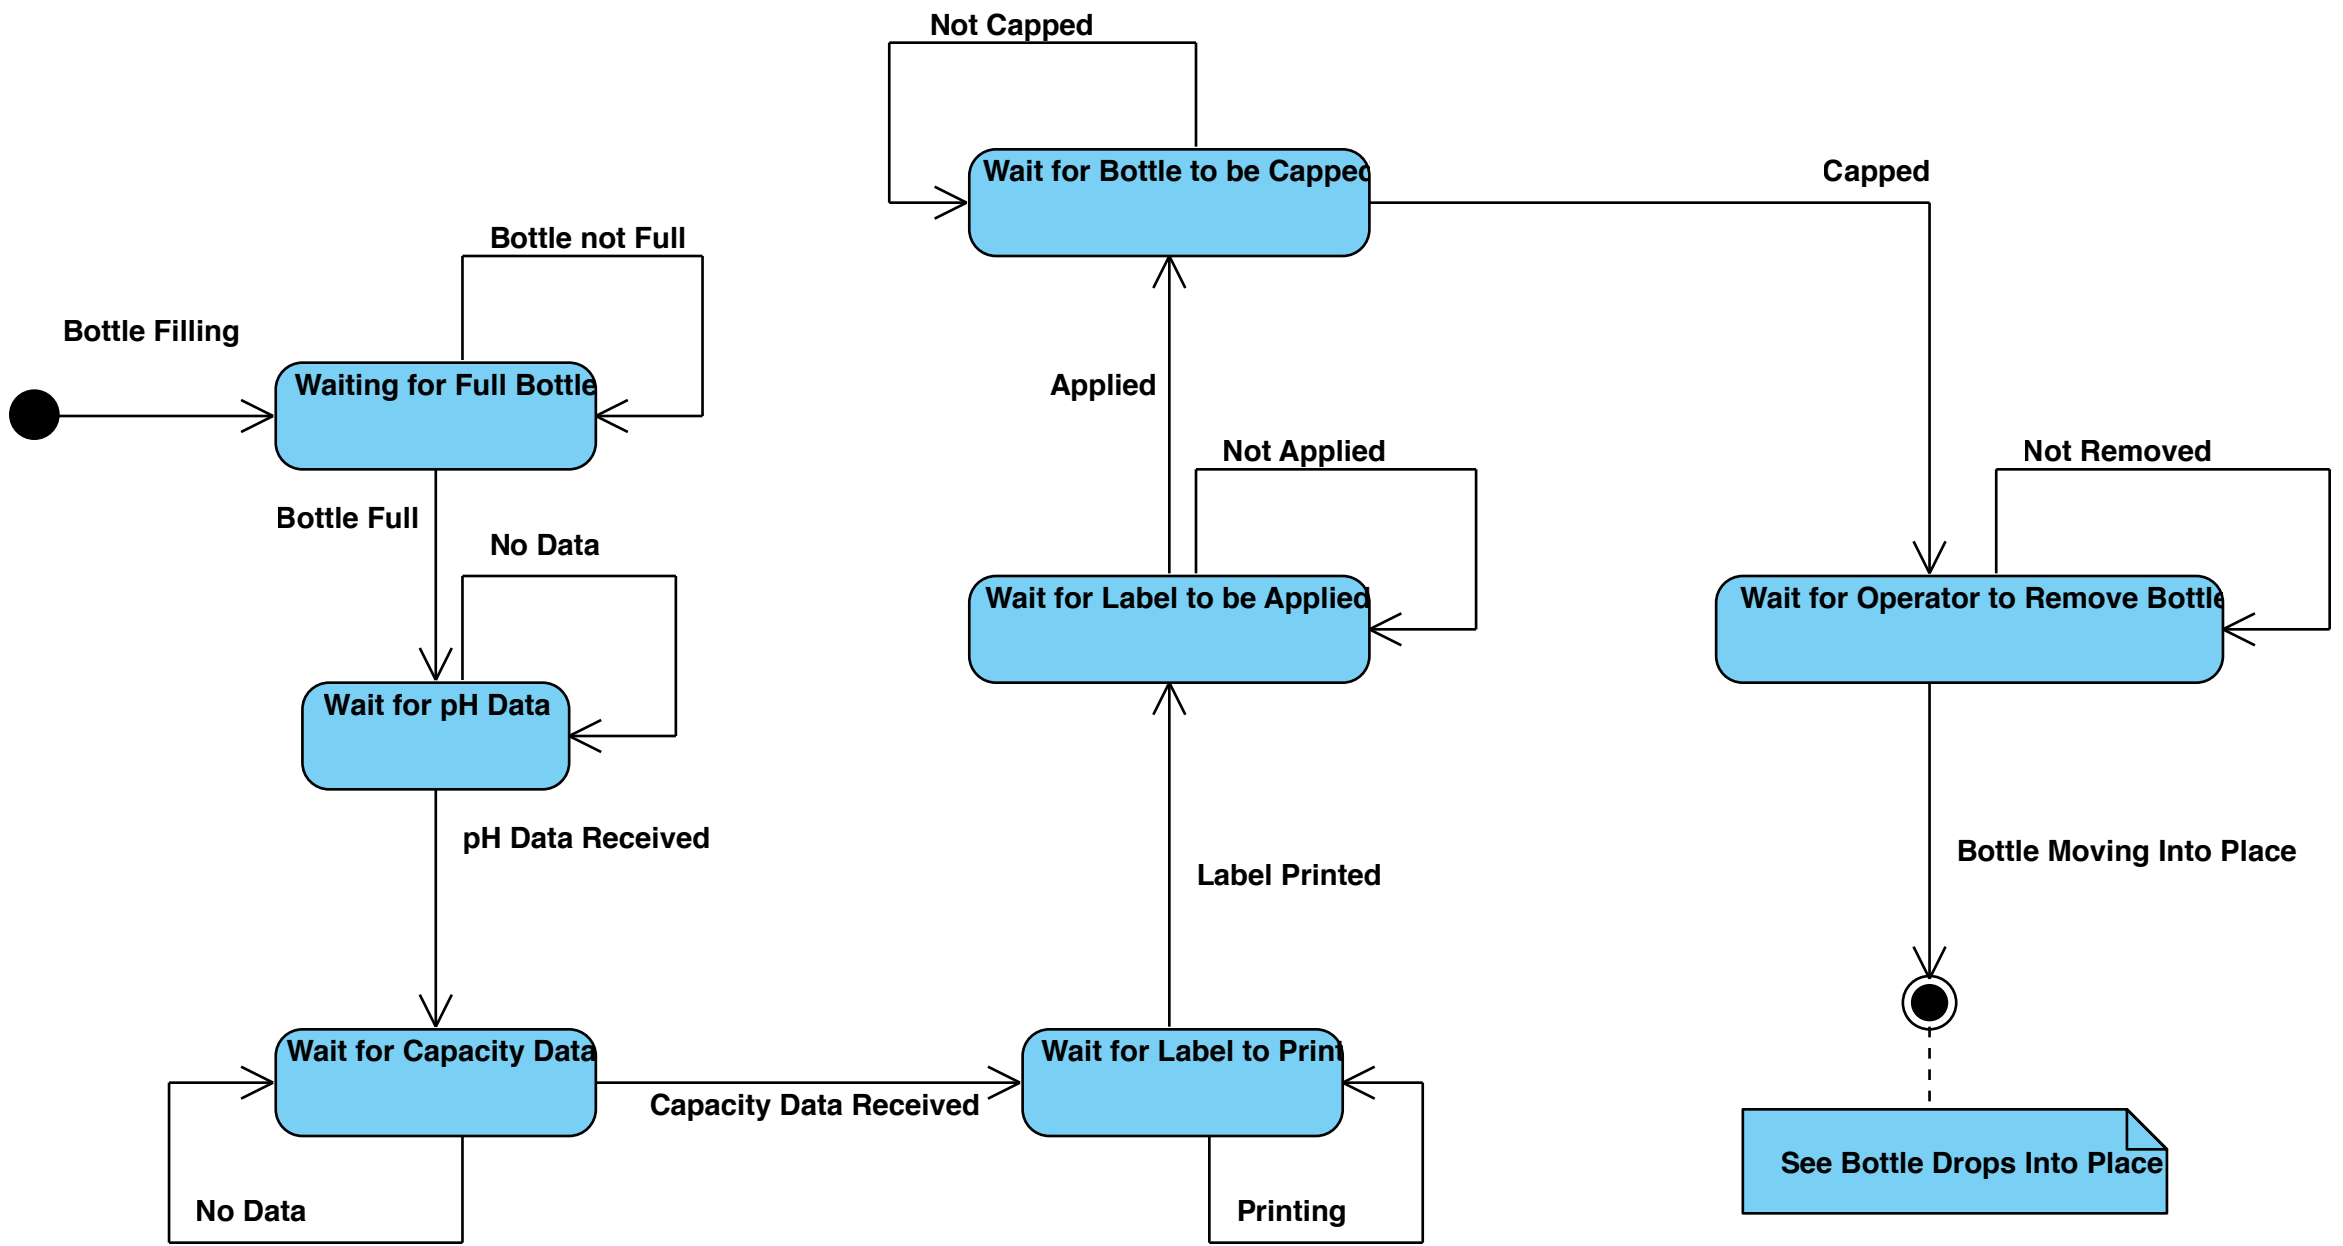 Not Capped
Wait for Bottle to be Capped
Capped
Bottle not Full
Bottle Filling
Waiting for Full Bottle
Applied
Not Applied
Not Removed
Bottle Full
No Data
Wait for Label to be Applied
Wait for Operator to Remove Bottle
Wait for pH Data
pH Data Received
Label Printed
Bottle Moving Into Place
Wait for Capacity Data
Capacity Data Received
Wait for Label to Print
See Bottle Drops Into Place
No Data
Printing